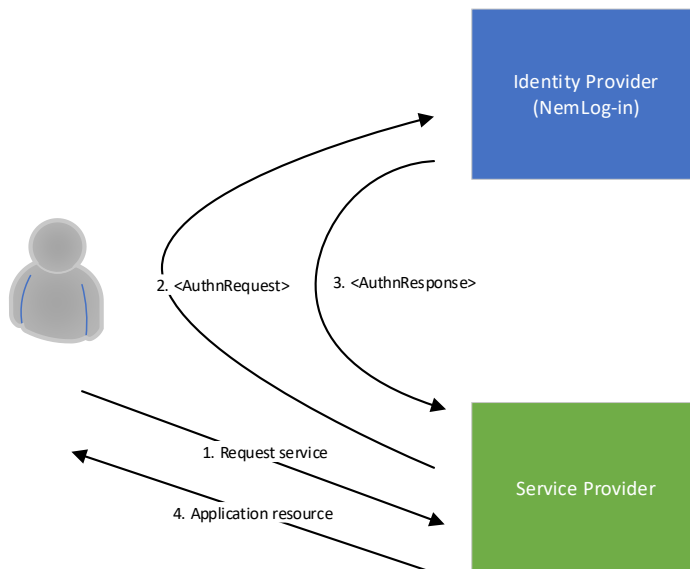 Identity Provider
(NemLog-in)
2. <AuthnRequest>
3. <AuthnResponse>
1. Request service
Service Provider
4. Application resource